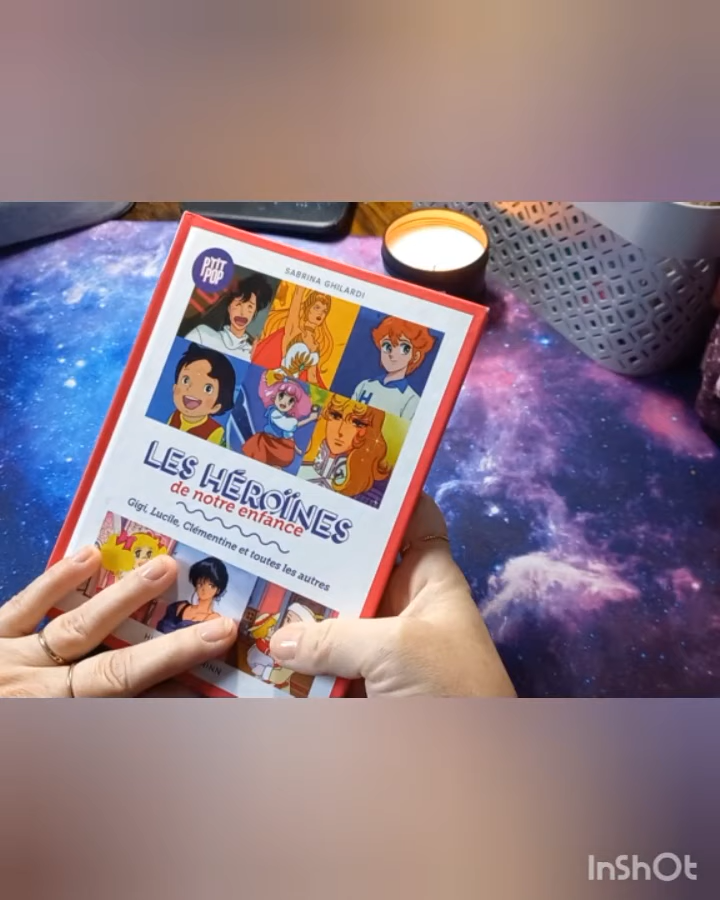 P'TIT
POP
SABRINA GHILARDI
H
LES HÉROÏNES
de notre enfance
Gigi, Lucile, Clémentine et toutes les autres
InShOt